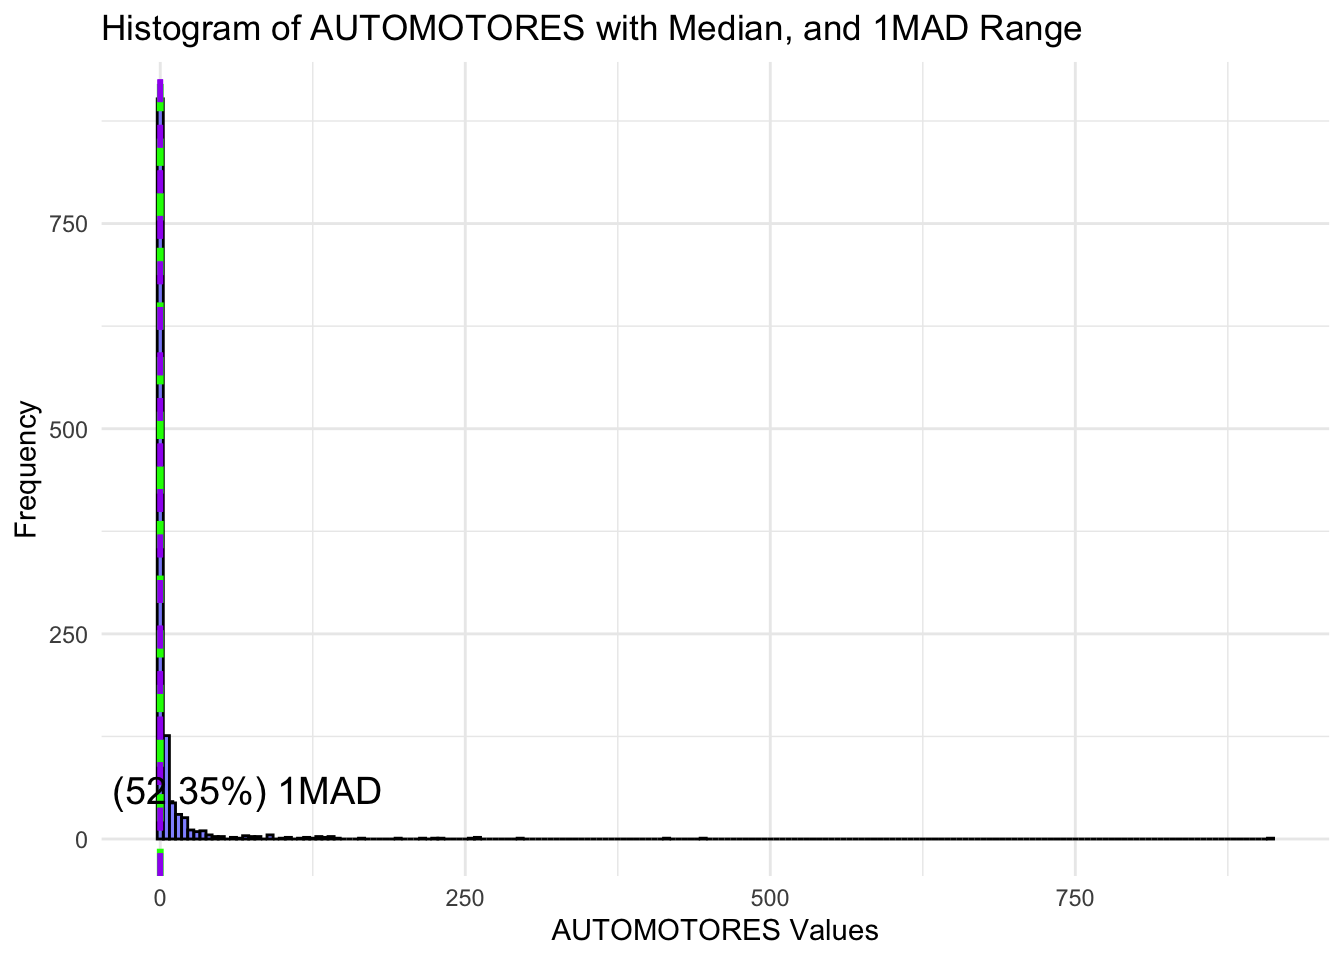 Histogram of AUTOMOTORES with Median, and 1MAD Range
Frequency
750
500
250
0
(52.35%) 1MAD
0 250 500 750
AUTOMOTORES Values